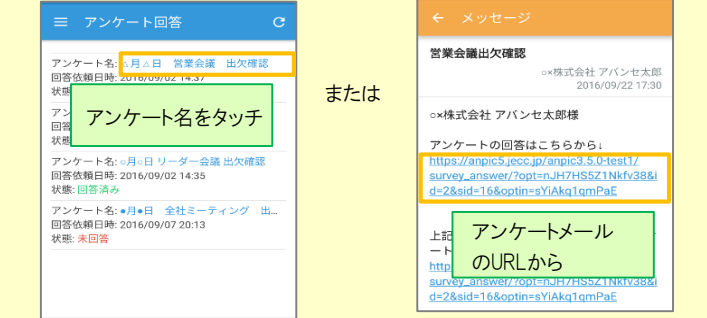 アンケート回答
アンケート名: △月△日　営業会議　出欠確認
回答依頼日時: 2016/09/02 14:37
状態
アンケートをタッチ
アン
回答
状態
アンケート名: ○月○日 リーダー会議 出欠確認
回答依頼日時: 2016/09/02 14:35
状態: 回答済み
アンケート名: ●月●日　全社ミーティング　出...
回答依頼日時: 2016/09/07 20:13
状態: 未回答
または
メッセージ
営業会議出欠確認
○×株式会社 アバンセ太郎
2016/09/22 17:30
○×株式会社 アバンセ太郎様
アンケートの回答はこちらから↓
https://anpic5.jecc.jp/anpic3.5.0-test1/
survey_answer/?opt=nJH7HS5Z1Nkfv38&i
d=2&sid=16&optin=sYiAkq1qmPaE
アンケートメール
のURLから
上記
ート
http
survey_answer/?opt=nJH7HS5Z1Nkfv38&i
d=2&sid=16&optin=sYiAkq1qmPaE